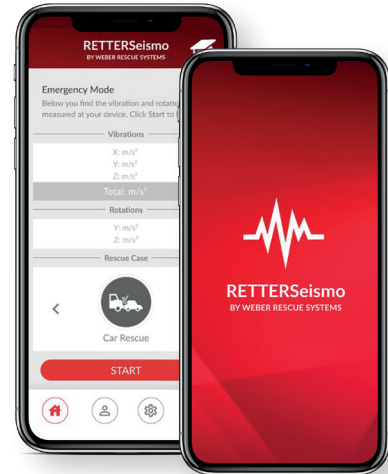 RETTERSeismo
BY WEBER RESCUE SYSTEMS
Emergency Mode
Below you find the vibration and
measured at your device. Click Start to
Vibrations
X: m/s²
Y: m/s²
Z: m/s²
Total: m/s²
Rotations
Y: m/s²
Z: m/s²
Rescue Case
Car Rescue
START
RETTERSeismo
BY WEBER RESCUE SYSTEMS